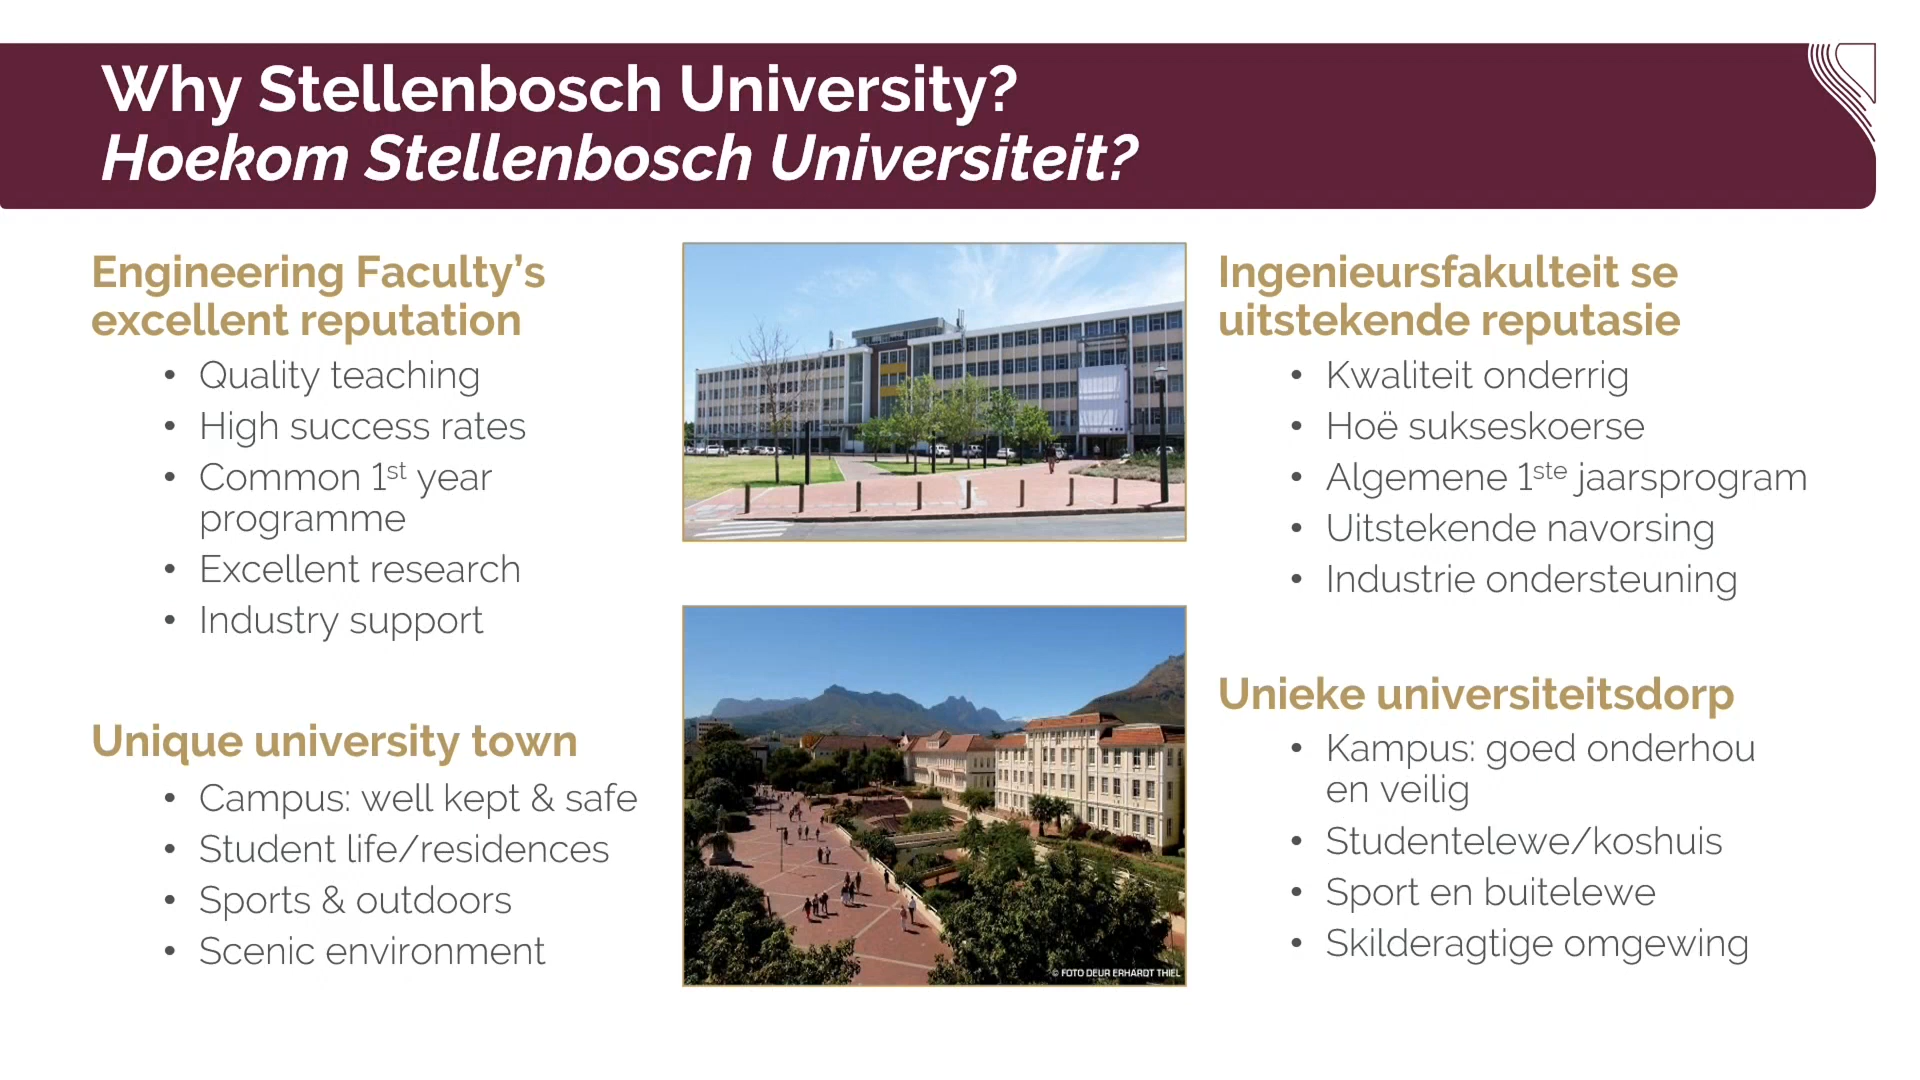 Why Stellenbosch University?
Hoekom Stellenbosch Universiteit?
Engineering Faculty's
excellent reputation
• Quality teaching
• High success rates
• Common 1st year
programme
• Excellent research
• Industry support
Unique university town
• Campus: well kept & safe
• Student life/residences
• Sports & outdoors
• Scenic environment
© FOTO DEUR ERHARDT THIEL
Ingenieursfakulteit se
uitstekende reputasie
• Kwaliteit onderrig
• Hoë sukseskoerse
• Algemene 1ste jaarsprogram
• Uitstekende navorsing
• Industrie ondersteuning
Unieke universiteitsdorp
• Kampus: goed onderhou
en veilig
• Studentelewe/koshuis
• Sport en buitelewe
• Skilderagtige omgewing